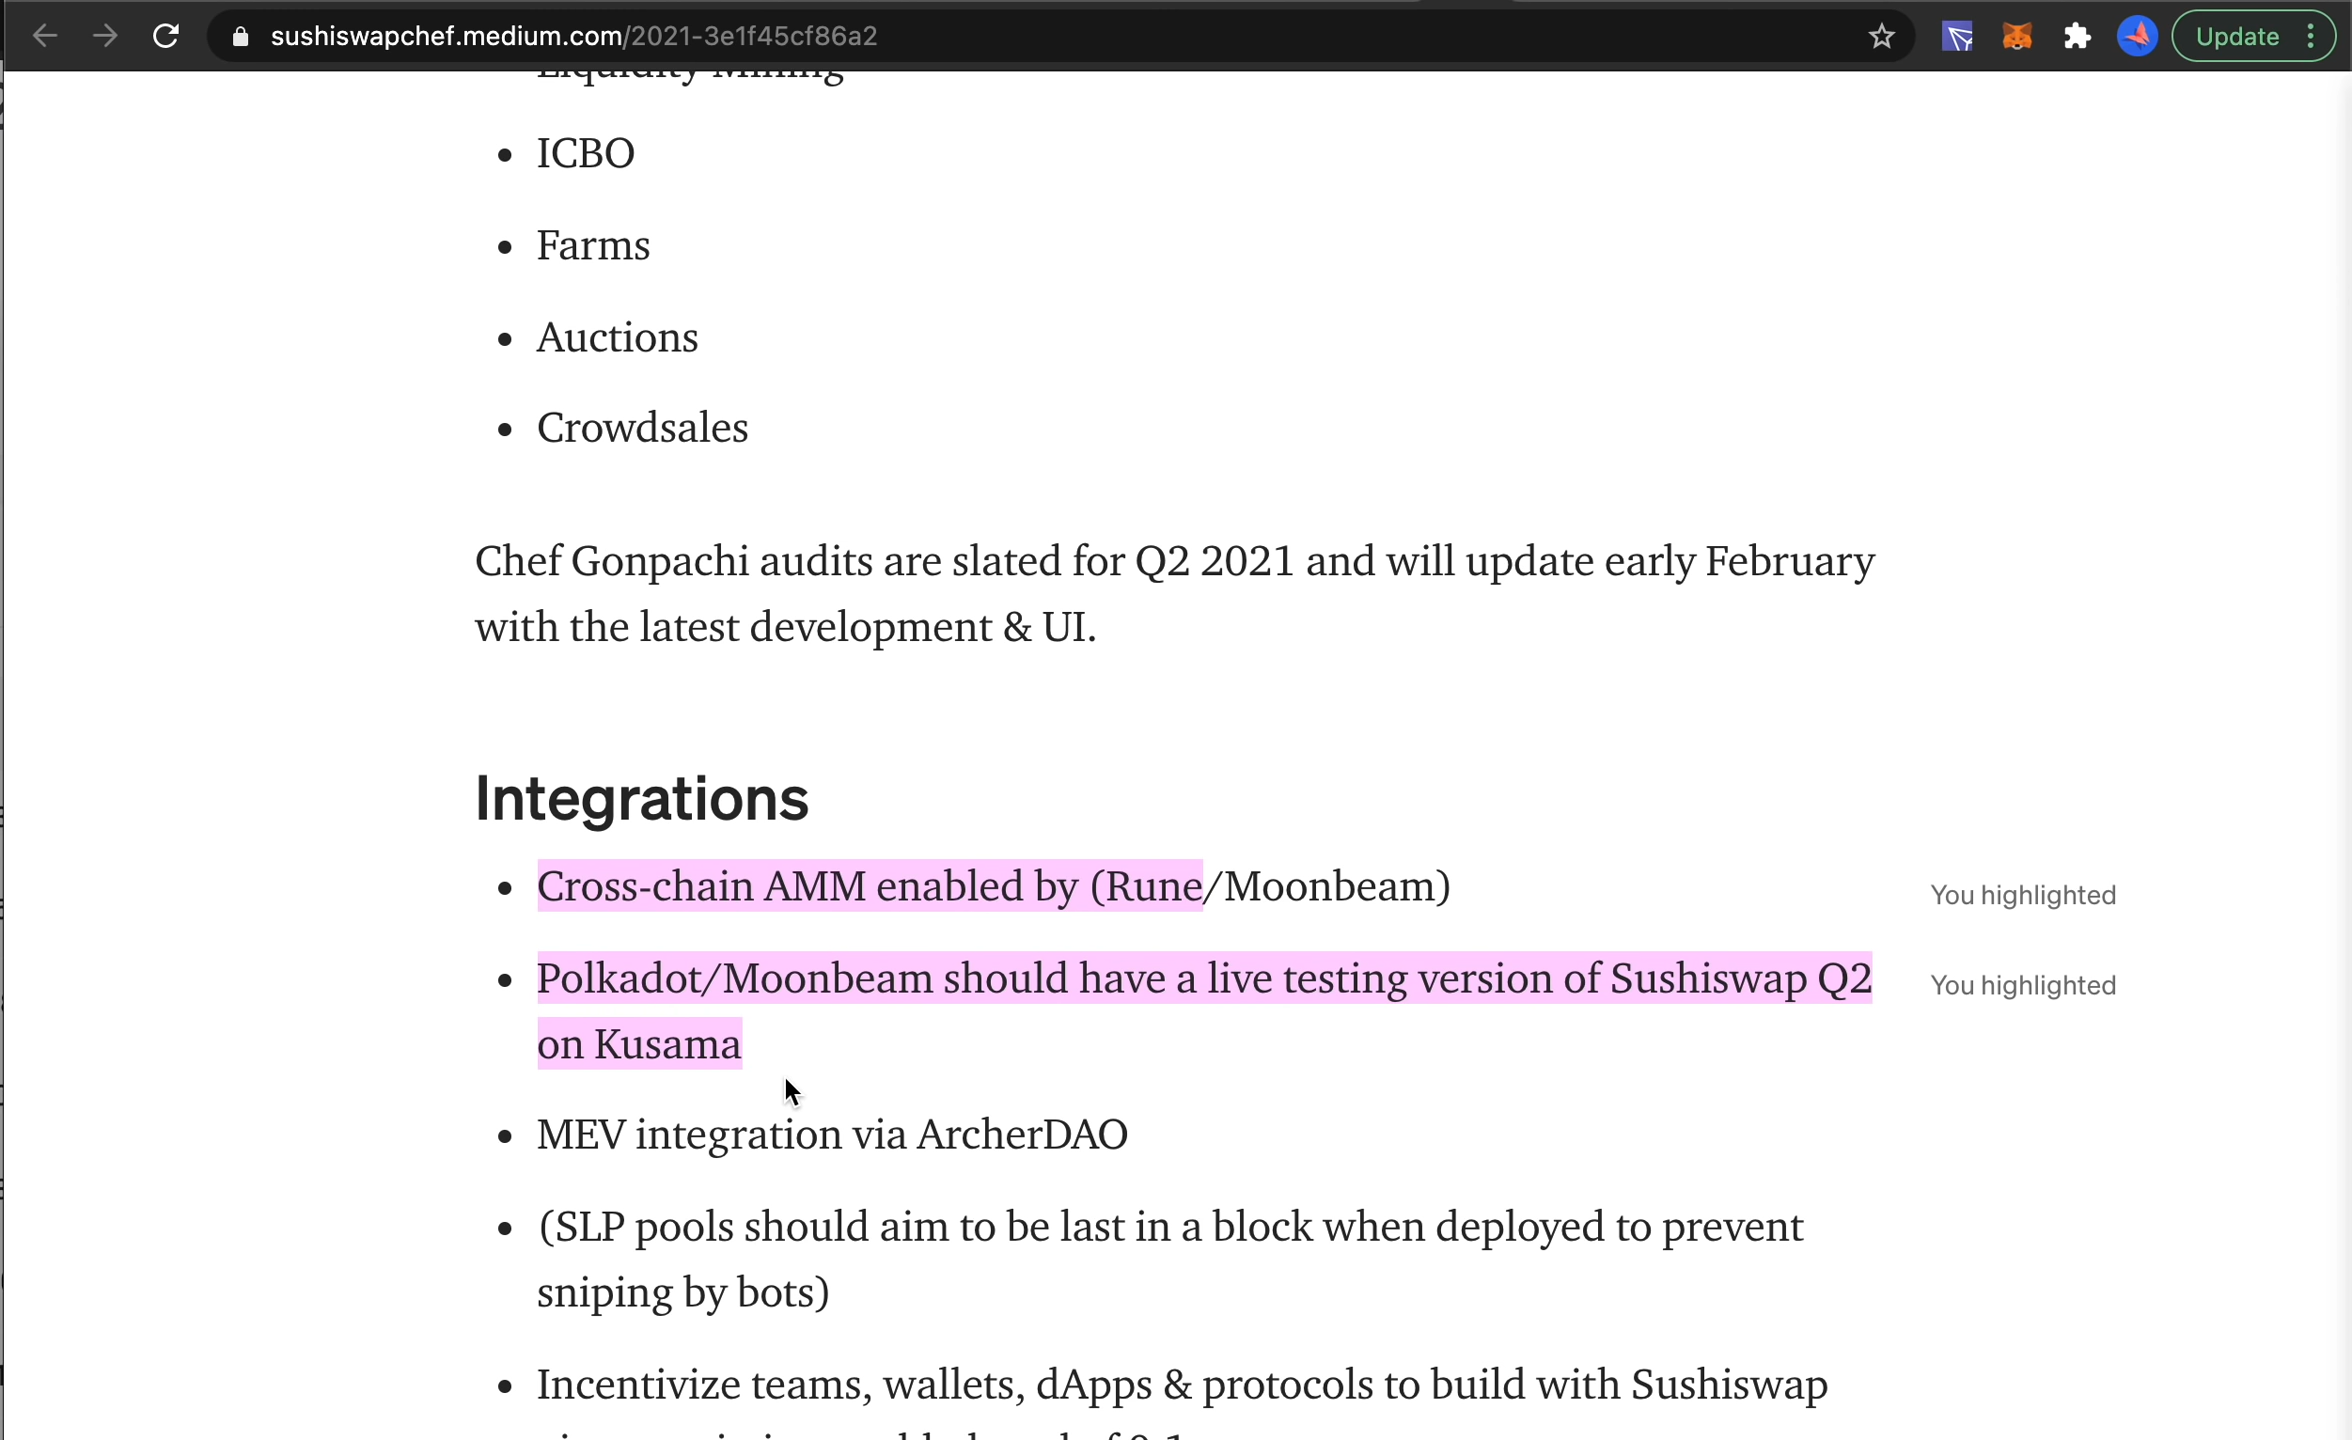 sushiswapchef.medium.com/2021-3e1f45cf86a2
Update
Liquidity Mining
ICBO
Farms
Auctions
Crowdsales
Chef Gonpachi audits are slated for Q2 2021 and will update early February
with the latest development & UI.
Integrations
Cross-chain AMM enabled by (Rune/Moonbeam)
You highlighted
Polkadot/Moonbeam should have a live testing version of Sushiswap Q2
You highlighted
on Kusama
MEV integration via ArcherDAO
(SLP pools should aim to be last in a block when deployed to prevent
sniping by bots)
Incentivize teams, wallets, dApps & protocols to build with Sushiswap